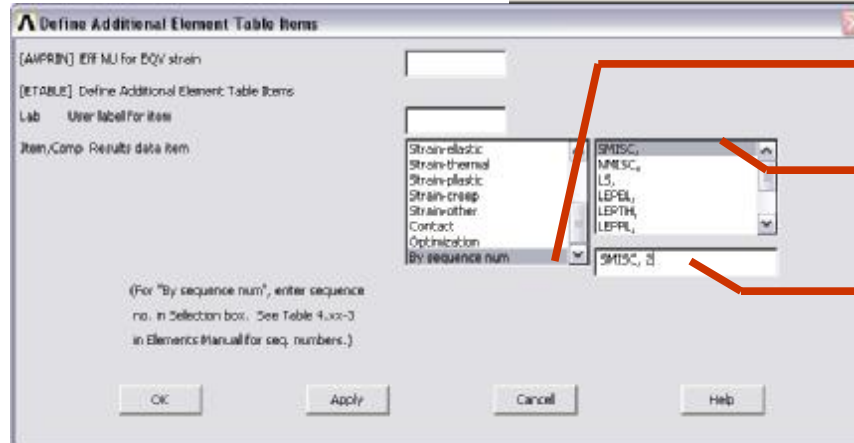 Define Additional Element Table Items
[AVPRIN] Eff NU for EQV strain
[ETABLE] Define Additional Element Table Items
Lab User label for item
Item,Comp Results data item
Strain-elastic
Strain-thermal
Strain-plastic
Strain-creep
Strain-other
Contact
Optimization
By sequence num
SMISC,
NMISC,
LS,
LEPEL,
LEPTH,
LEPPL,
SMISC, 2
(For "By sequence num", enter sequence
no. in Selection box. See Table 4.xx-3
in Elements Manual for seq. numbers.)
OK
Apply
Cancel
Help